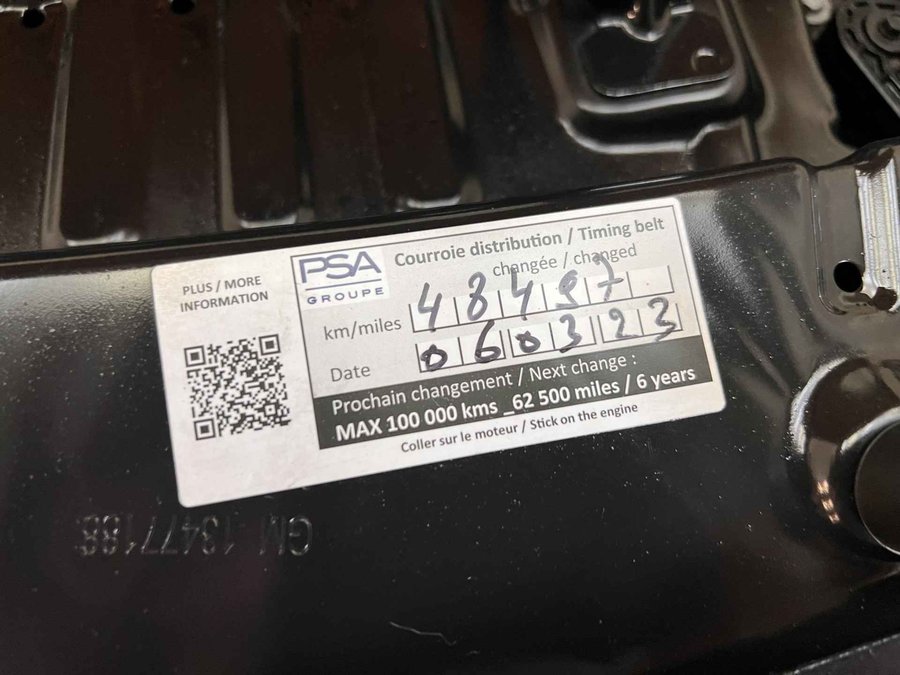 PLUS / MORE
INFORMATION
PSA
GROUPE
Courroie distribution / Timing belt
changée / changed
km/miles 48497
Date 060323
Prochain changement / Next change :
MAX 100 000 kms _62 500 miles / 6 years
Coller sur le moteur / Stick on the engine
GM 13477188